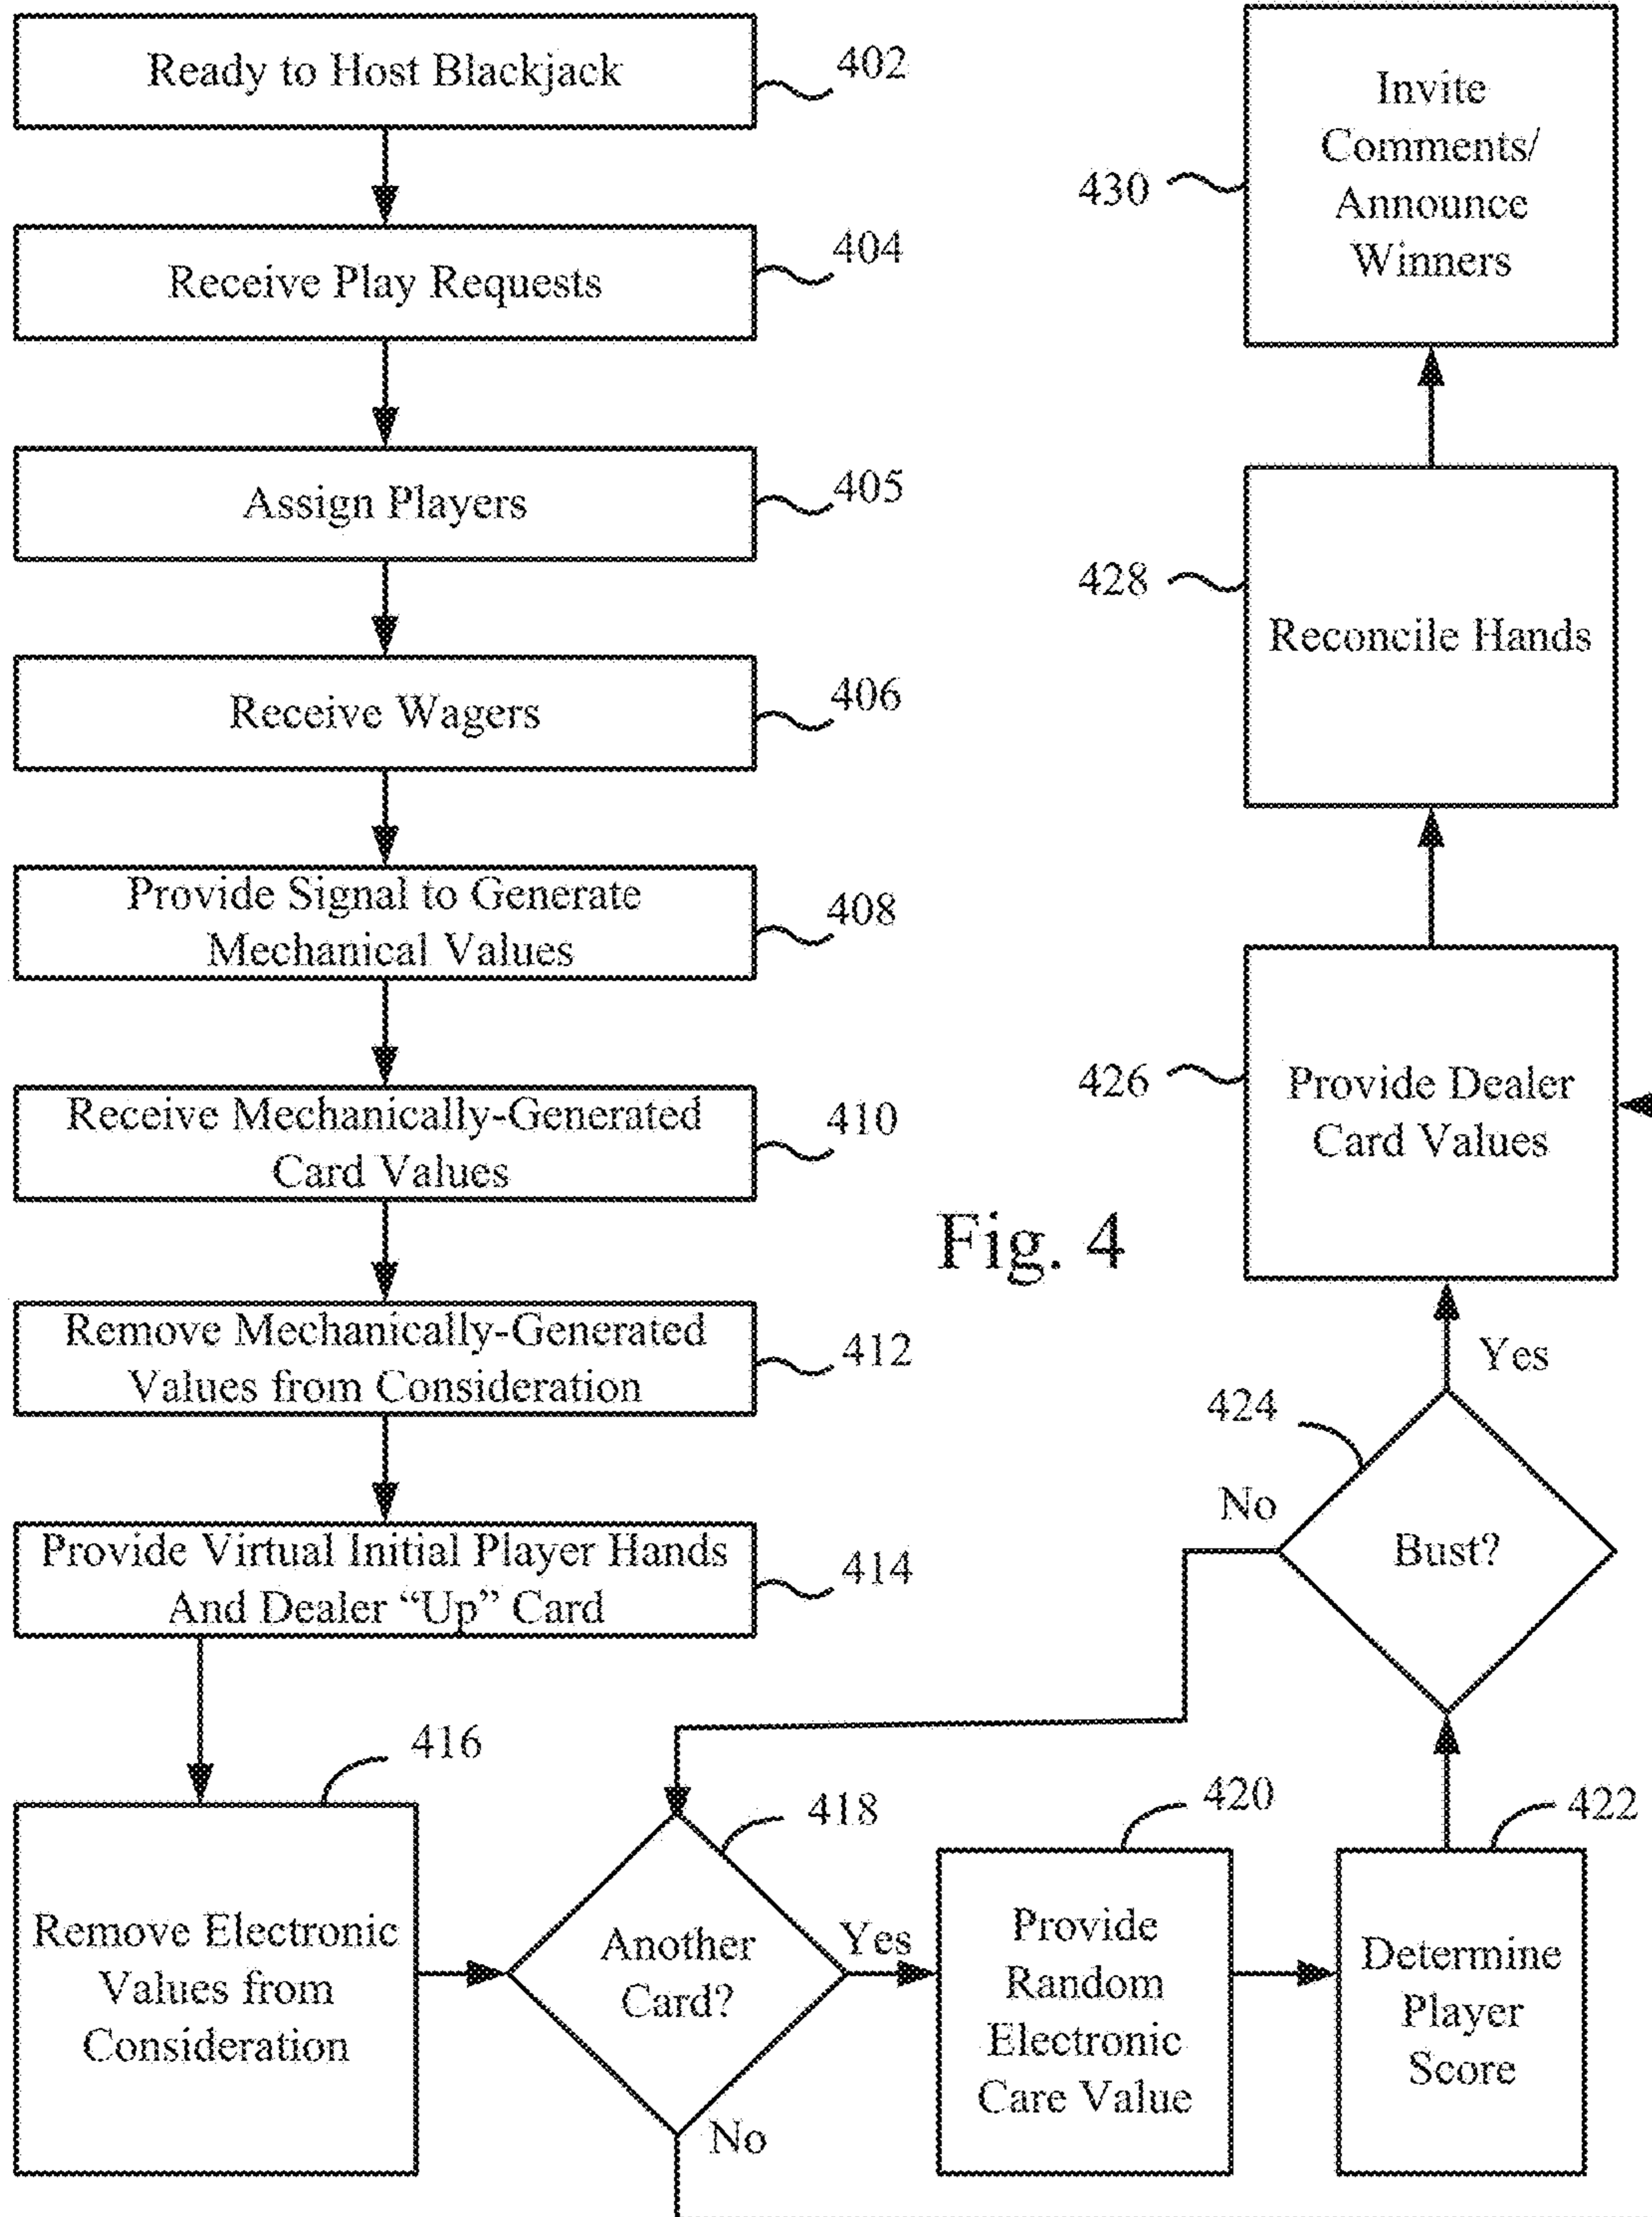 Ready to Host Blackjack
402
Receive Play Requests
404
Assign Players
405
Receive Wagers
406
Provide Signal to Generate
Mechanical Values
408
Receive Mechanically-Generated
Card Values
410
Remove Mechanically-Generated
Values from Consideration
412
Provide Virtual Initial Player Hands
And Dealer “Up” Card
414
416
Remove Electronic
Values from
Consideration
418
Another
Card?
Yes
No
420
Provide
Random
Electronic
Care Value
422
Determine
Player
Score
424
Bust?
No
Yes
426
Provide Dealer
Card Values
428
Reconcile Hands
430
Invite
Comments/
Announce
Winners
Fig. 4